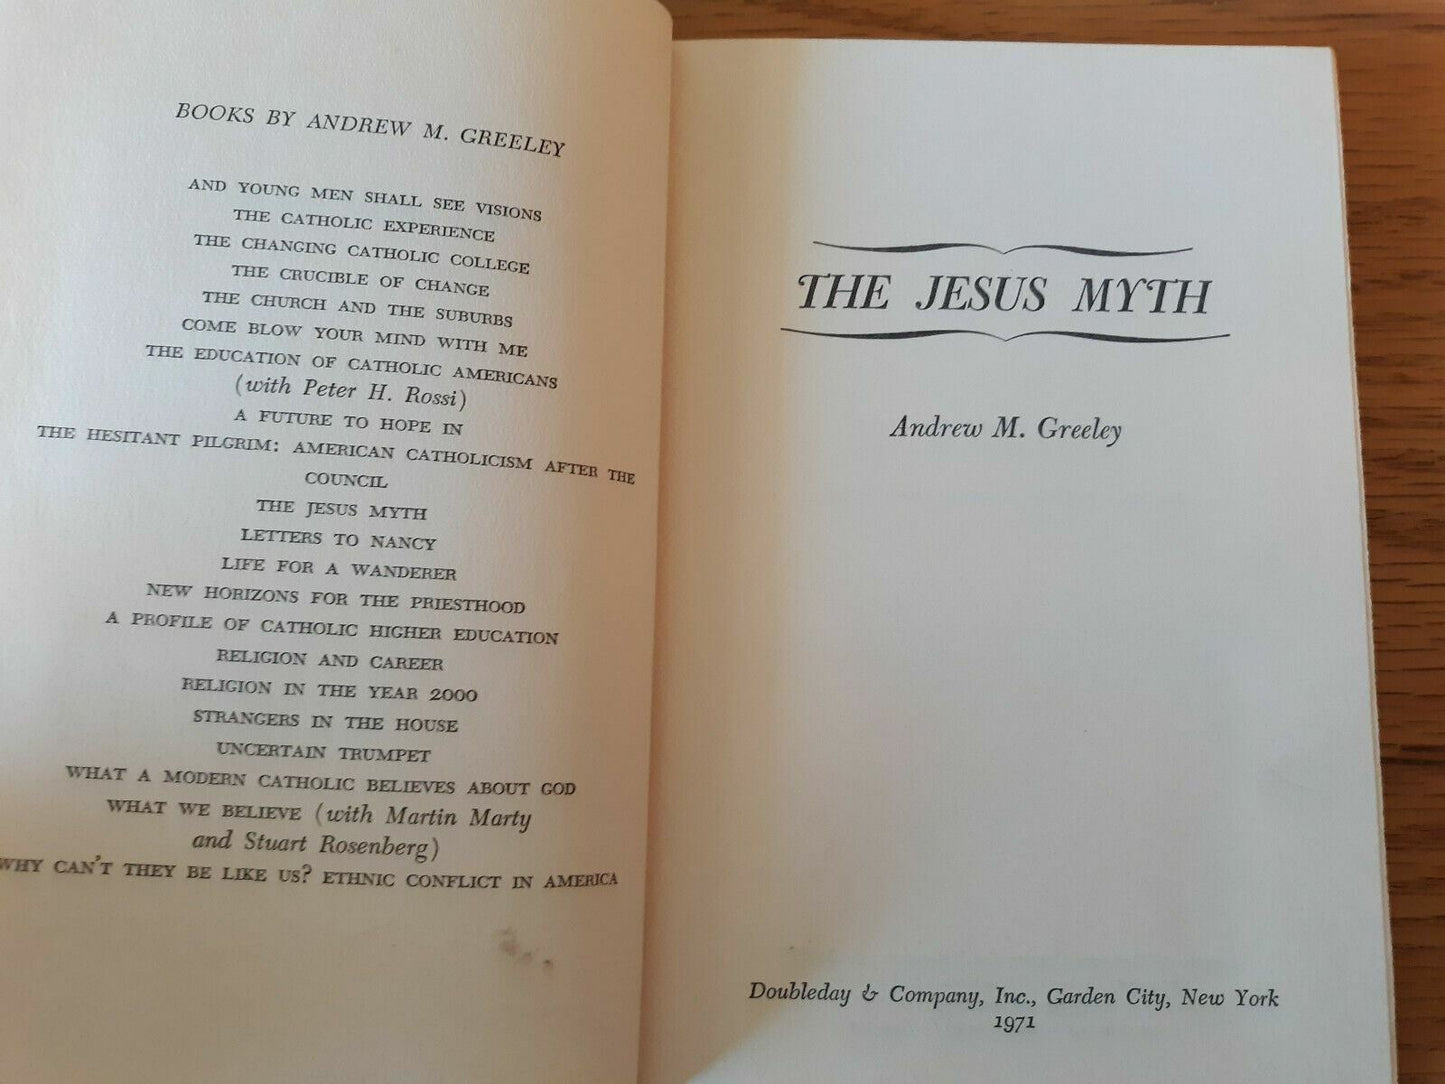 BOOKS BY ANDREW M. GREELEY
AND YOUNG MEN SHALL SEE VISIONS
THE CATHOLIC EXPERIENCE
THE CHANGING CATHOLIC COLLEGE
THE CRUCIBLE OF CHANGE
THE CHURCH AND THE SUBURBS
COME BLOW YOUR MIND WITH ME
THE EDUCATION OF CATHOLIC AMERICANS
(with Peter H. Rossi)
A FUTURE TO HOPE IN
THE HESITANT PILGRIM: AMERICAN CATHOLICISM AFTER THE
COUNCIL
THE JESUS MYTH
LETTERS TO NANCY
LIFE FOR A WANDERER
NEW HORIZONS FOR THE PRIESTHOOD
A PROFILE OF CATHOLIC HIGHER EDUCATION
RELIGION AND CAREER
RELIGION IN THE YEAR 2000
STRANGERS IN THE HOUSE
UNCERTAIN TRUMPET
WHAT A MODERN CATHOLIC BELIEVES ABOUT GOD
WHAT WE BELIEVE (with Martin Marty
and Stuart Rosenberg)
WHY CAN'T THEY BE LIKE US? ETHNIC CONFLICT IN AMERICA
THE JESUS MYTH
Andrew M. Greeley
Doubleday & Company, Inc., Garden City, New York
1971